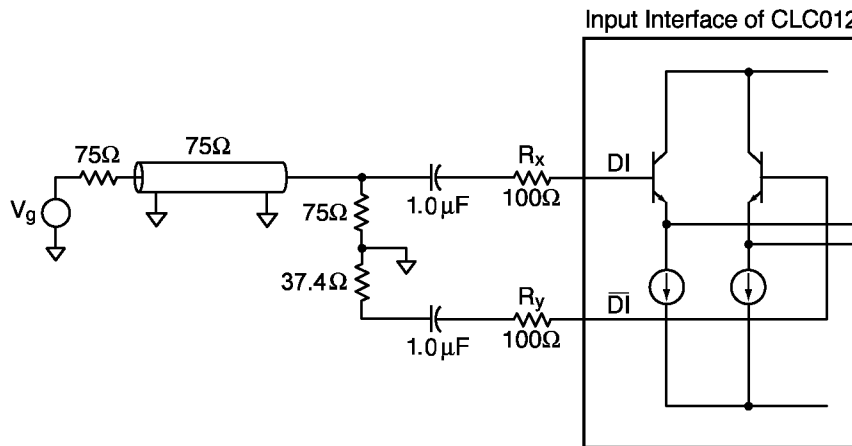 Input Interface of CLC012
75Ω
75Ω
Vg
75Ω
37.4Ω
1.0μF
Rx
100Ω
DI
1.0μF
Ry
100Ω
D̅I̅